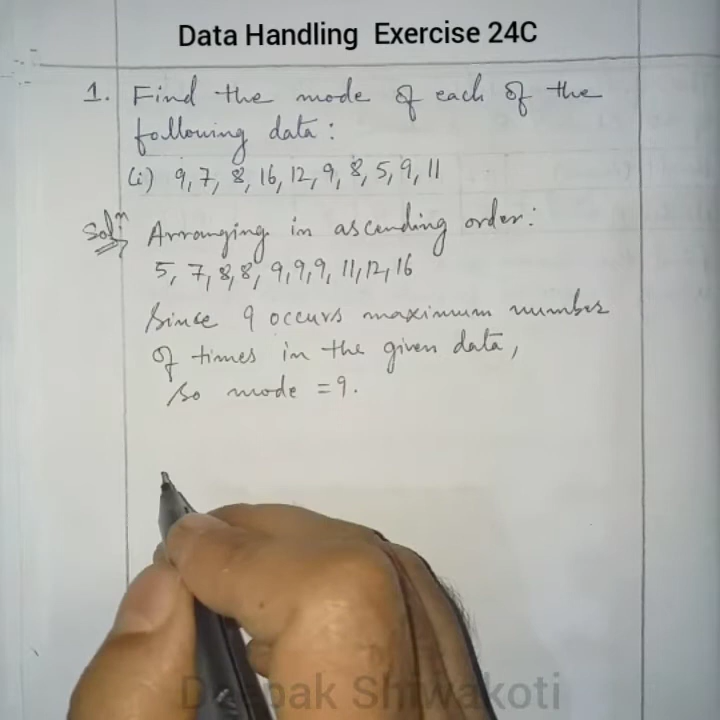 Data Handling Exercise 24C
1. Find the mode of each of the
following data:
(i) 9, 7, 8, 16, 12, 9, 8, 5, 9, 11
Solⁿ: Arranging in ascending order:
5, 7, 8, 8, 9, 9, 9, 11, 12, 16
Since 9 occurs maximum number
of times in the given data,
so mode = 9.
Deepak Shiwakoti